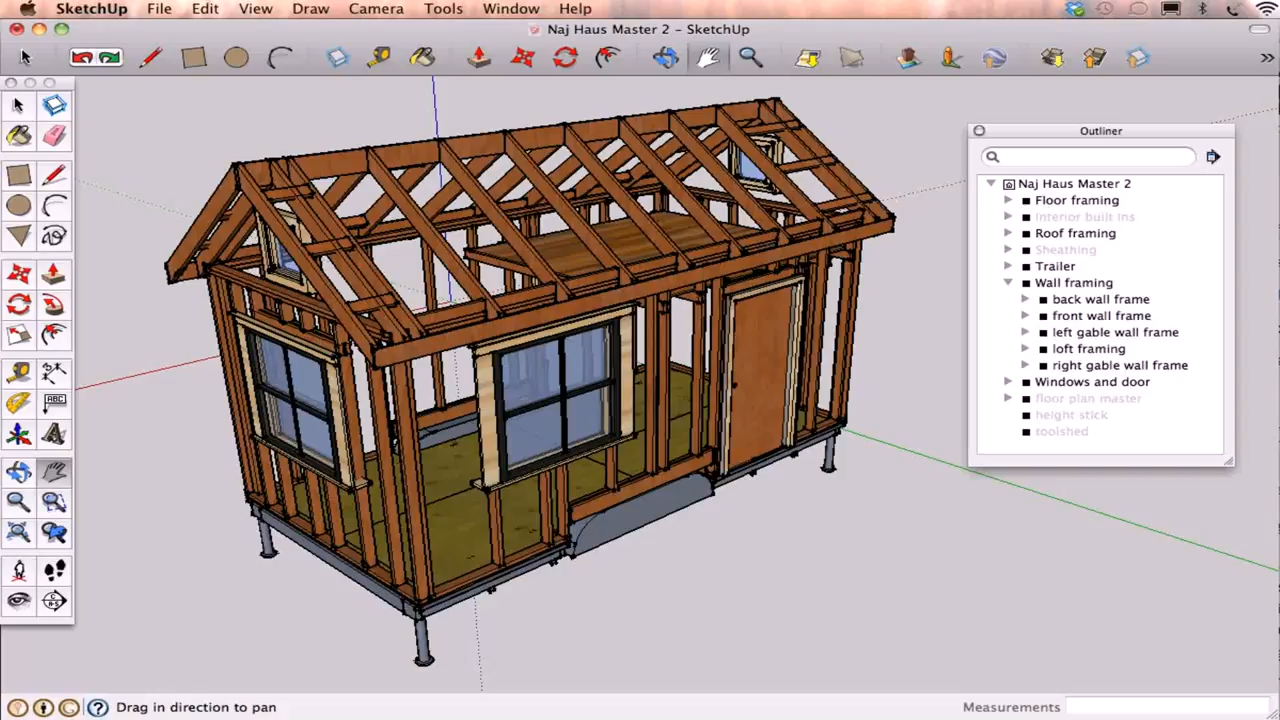 SketchUp File Edit View Draw Camera Tools Window Help
Naj Haus Master 2 - SketchUp
Outliner
Naj Haus Master 2
Floor framing
Interior built ins
Roof framing
Sheathing
Trailer
Wall framing
back wall frame
front wall frame
left gable wall frame
loft framing
right gable wall frame
Windows and door
floor plan master
height stick
toolshed
ABC
Drag in direction to pan
Measurements